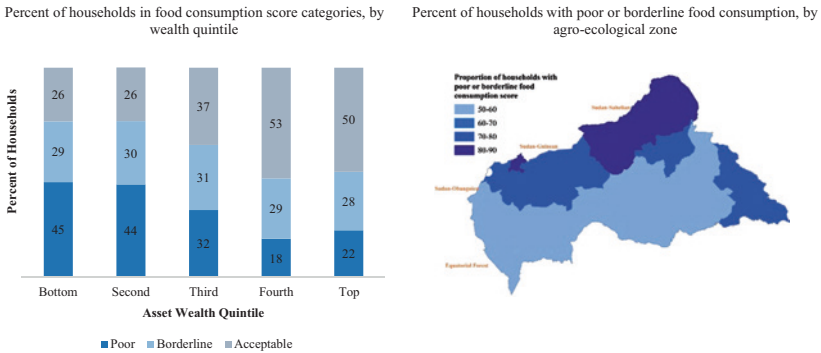 Percent of households in food consumption score categories, by
wealth quintile
Percent of Households
26
26
37
53
50
29
30
31
29
28
45
44
32
18
22
Bottom
Second
Third
Fourth
Top
Asset Wealth Quintile
Poor
Borderline
Acceptable
Percent of households with poor or borderline food consumption, by
agro-ecological zone
Proportion of households with
poor or borderline food
consumption score
50-60
60-70
70-80
80-90
Sudan-Sahelian
Sudan-Guinean
Sudan-Oubangian
Equatorial Forest